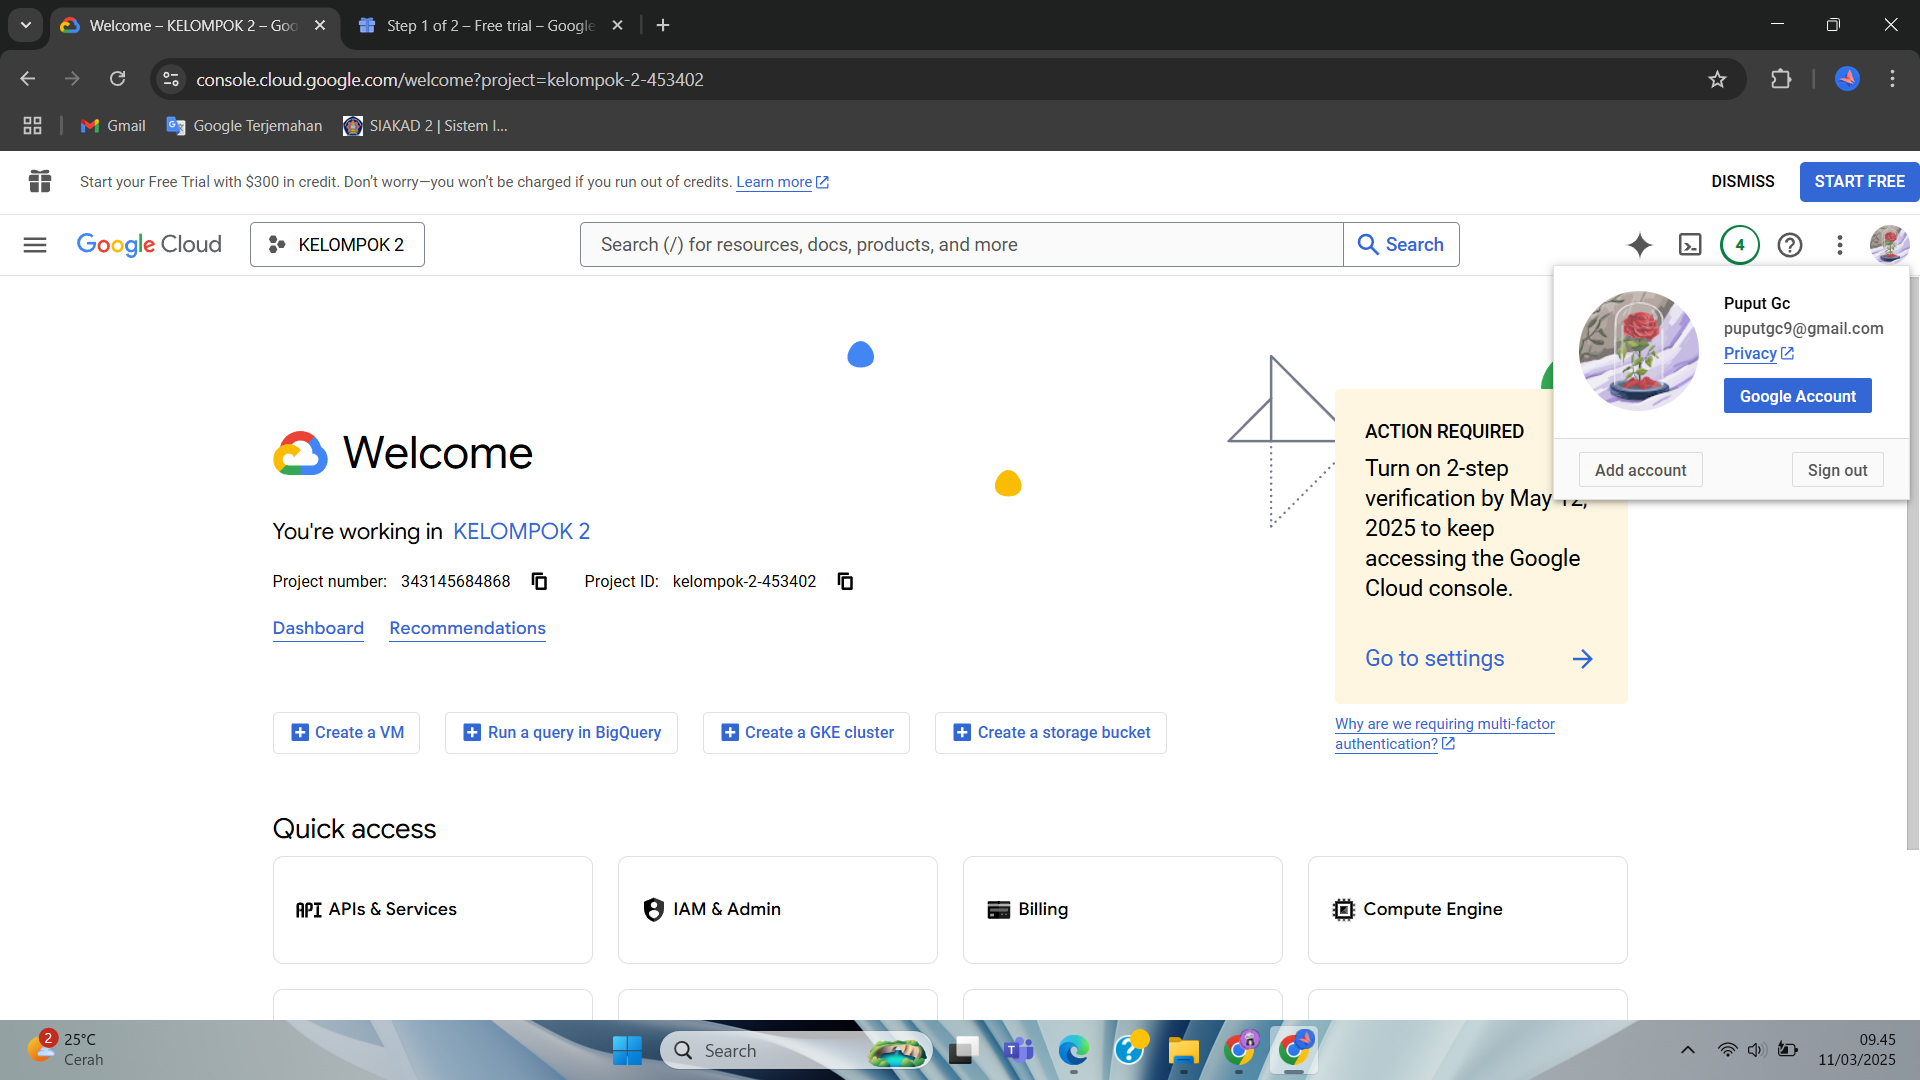 Welcome – KELOMPOK 2 – Goo
Step 1 of 2 – Free trial – Google
console.cloud.google.com/welcome?project=kelompok-2-453402
Gmail
Google Terjemahan
SIAKAD 2 | Sistem I...
Start your Free Trial with $300 in credit. Don't worry—you won't be charged if you run out of credits. Learn more
DISMISS
START FREE
Google Cloud
KELOMPOK 2
Search (/) for resources, docs, products, and more
Search
4
Puput Gc
puputgc9@gmail.com
Privacy
Google Account
Add account
Sign out
Welcome
You're working in KELOMPOK 2
Project number: 343145684868
Project ID: kelompok-2-453402
Dashboard
Recommendations
ACTION REQUIRED
Turn on 2-step
verification by May 12,
2025 to keep
accessing the Google
Cloud console.
Go to settings
Why are we requiring multi-factor
authentication?
Create a VM
Run a query in BigQuery
Create a GKE cluster
Create a storage bucket
Quick access
API APIs & Services
IAM & Admin
Billing
Compute Engine
2
25°C
Cerah
Search
09.45
11/03/2025